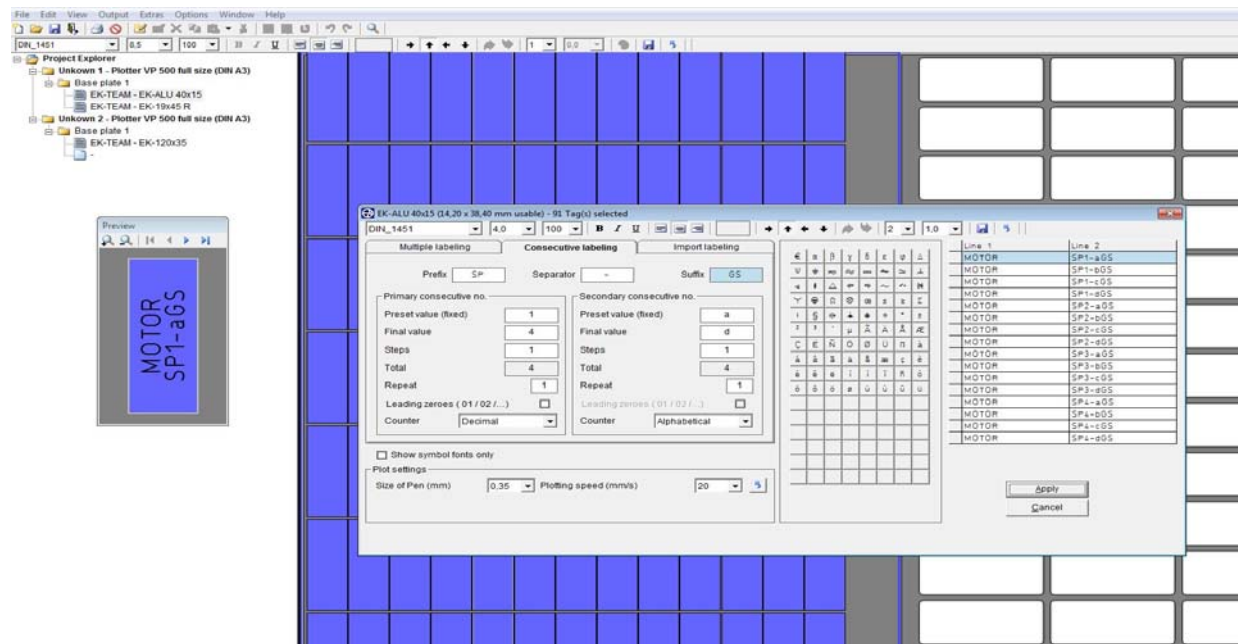 File Edit View Output Extras Options Window Help
DIN_1451 8,5 100 B I U 1 0,0
Project Explorer
Unkown 1 - Plotter VP 500 full size (DIN A3)
Base plate 1
EK-TEAM - EK-ALU 40x15
EK-TEAM - EK-19x45 R
Unkown 2 - Plotter VP 500 full size (DIN A3)
Base plate 1
EK-TEAM - EK-120x35
-
Preview
MOTOR
SP1-aGS
EK-ALU 40x15 (14,20 x 38,40 mm usable) - 91 Tag(s) selected
DIN_1451 4,0 100 B I U 2 1,0
Multiple labeling Consecutive labeling Import labeling
Prefix SP Separator - Suffix GS
Primary consecutive no.
Preset value (fixed) 1
Final value 4
Steps 1
Total 4
Repeat 1
Leading zeroes ( 01 / 02 /...)
Counter Decimal
Secondary consecutive no.
Preset value (fixed) a
Final value d
Steps 1
Total 4
Repeat 1
Leading zeroes ( 01 / 02 /...)
Counter Alphabetical
Show symbol fonts only
Plot settings
Size of Pen (mm) 0,35 Plotting speed (mm/s) 20
Line 1 Line 2
MOTOR SP1-aGS
MOTOR SP1-bGS
MOTOR SP1-cGS
MOTOR SP1-dGS
MOTOR SP2-aGS
MOTOR SP2-bGS
MOTOR SP2-cGS
MOTOR SP2-dGS
MOTOR SP3-aGS
MOTOR SP3-bGS
MOTOR SP3-cGS
MOTOR SP3-dGS
MOTOR SP4-aGS
MOTOR SP4-bGS
MOTOR SP4-cGS
MOTOR SP4-dGS
Apply
Cancel